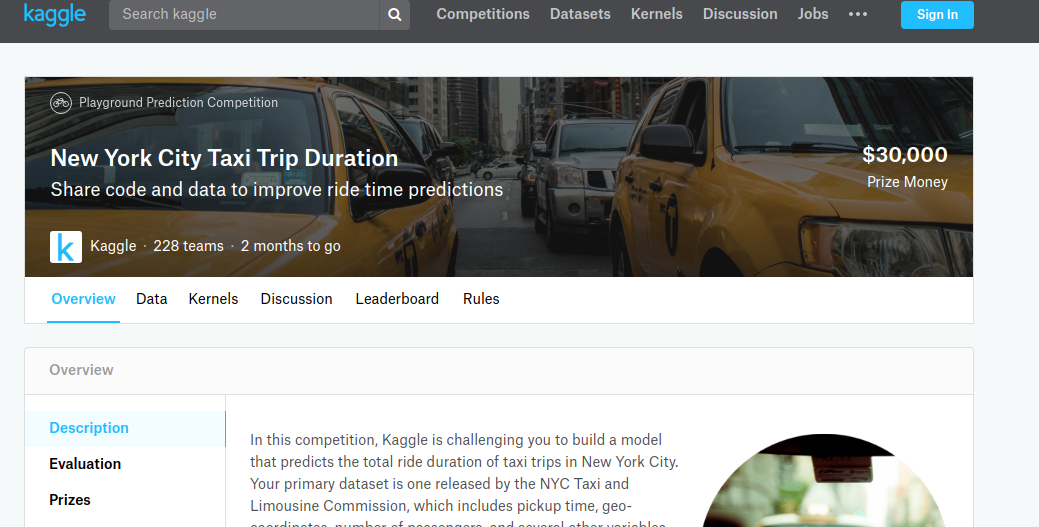 kaggle
Search kaggle
Competitions Datasets Kernels Discussion Jobs •••
Sign In
Playground Prediction Competition
New York City Taxi Trip Duration
Share code and data to improve ride time predictions
$30,000
Prize Money
k
Kaggle · 228 teams · 2 months to go
Overview Data Kernels Discussion Leaderboard Rules
Overview
Description
Evaluation
Prizes
In this competition, Kaggle is challenging you to build a model
that predicts the total ride duration of taxi trips in New York City.
Your primary dataset is one released by the NYC Taxi and
Limousine Commission, which includes pickup time, geo-
coordinates, number of passengers, and several other variables.